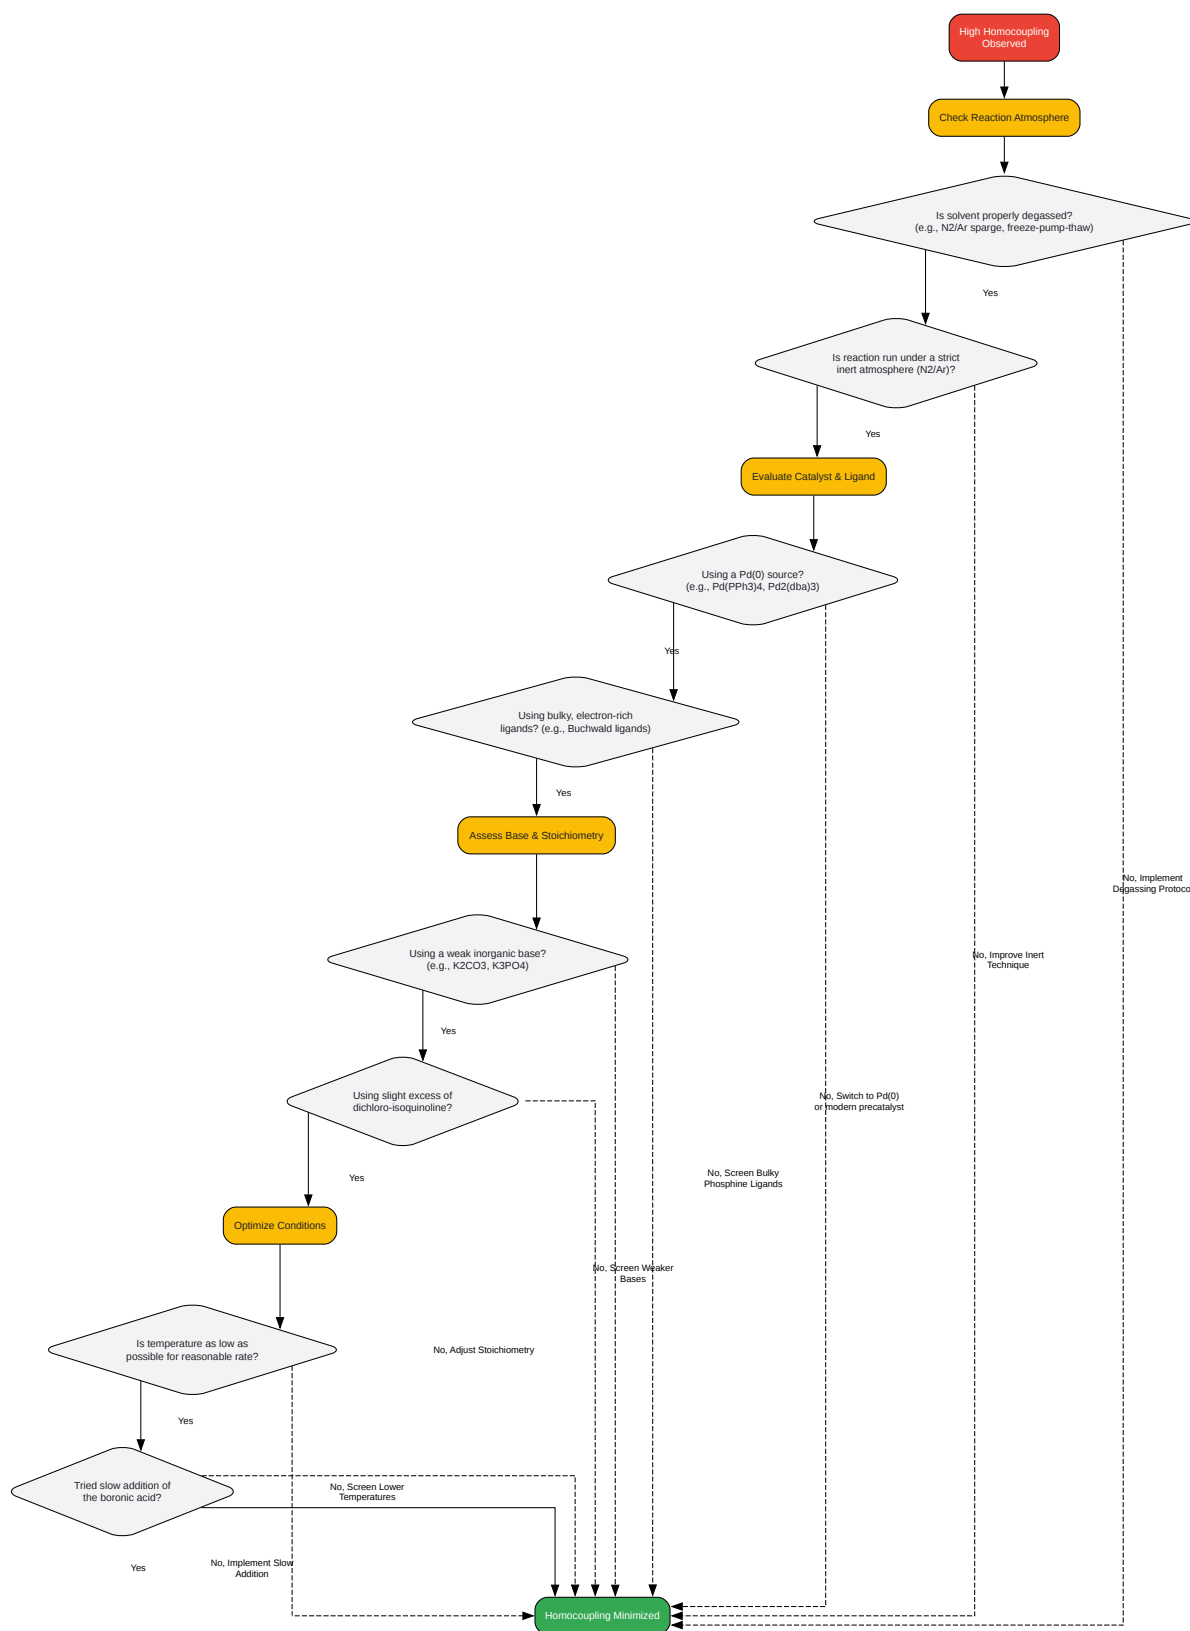 High Homocoupling
Observed
Check Reaction Atmosphere
Is solvent properly degassed?
(e.g., N2/Ar sparge, freeze-pump-thaw)
Yes
Is reaction run under a strict
inert atmosphere (N2/Ar)?
Yes
Evaluate Catalyst & Ligand
Using a Pd(0) source?
(e.g., Pd(PPh3)4, Pd2(dba)3)
Yes
Using bulky, electron-rich
ligands? (e.g., Buchwald ligands)
Yes
Assess Base & Stoichiometry
No, Implement
Degassing Protoco
Using a weak inorganic base?
(e.g., K2CO3, K3PO4)
No, Improve Inert
Technique
Yes
Using slight excess of
dichloro-isoquinoline?
No, Switch to Pd(0)
or modern precatalyst
Yes
No, Screen Bulky
Phosphine Ligands
Optimize Conditions
No, Screen Weaker
Bases
Is temperature as low as
possible for reasonable rate?
No, Adjust Stoichiometry
Yes
Tried slow addition of
the boronic acid?
No, Screen Lower
Temperatures
Yes
No, Implement Slow
Addition
Homocoupling Minimized